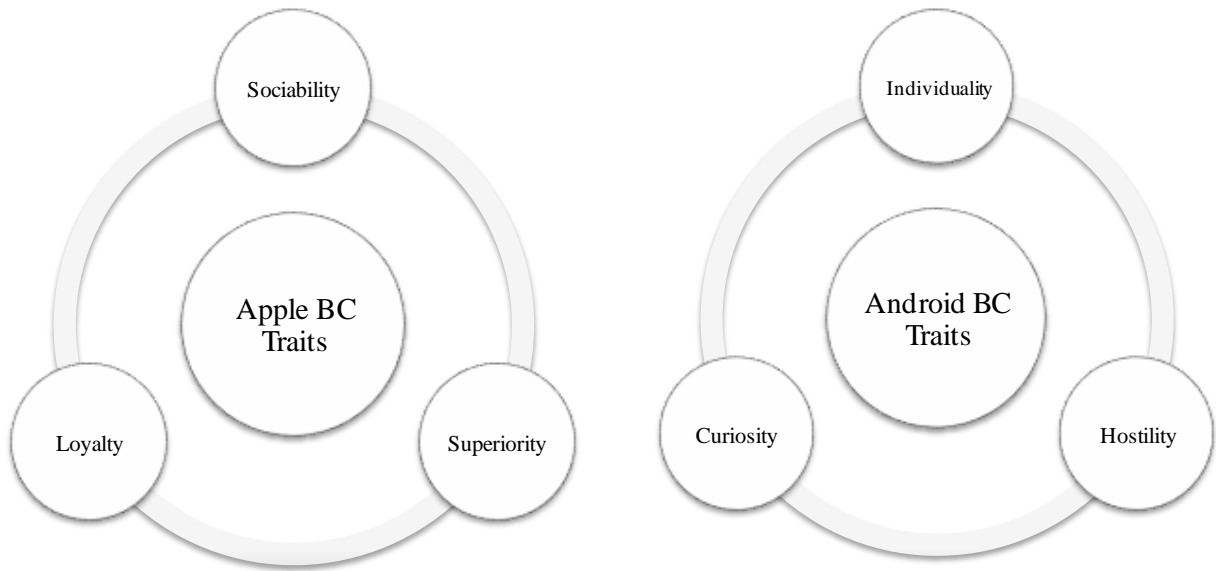 Sociability
Apple BC
Traits
Loyalty
Superiority
Individuality
Android BC
Traits
Curiosity
Hostility